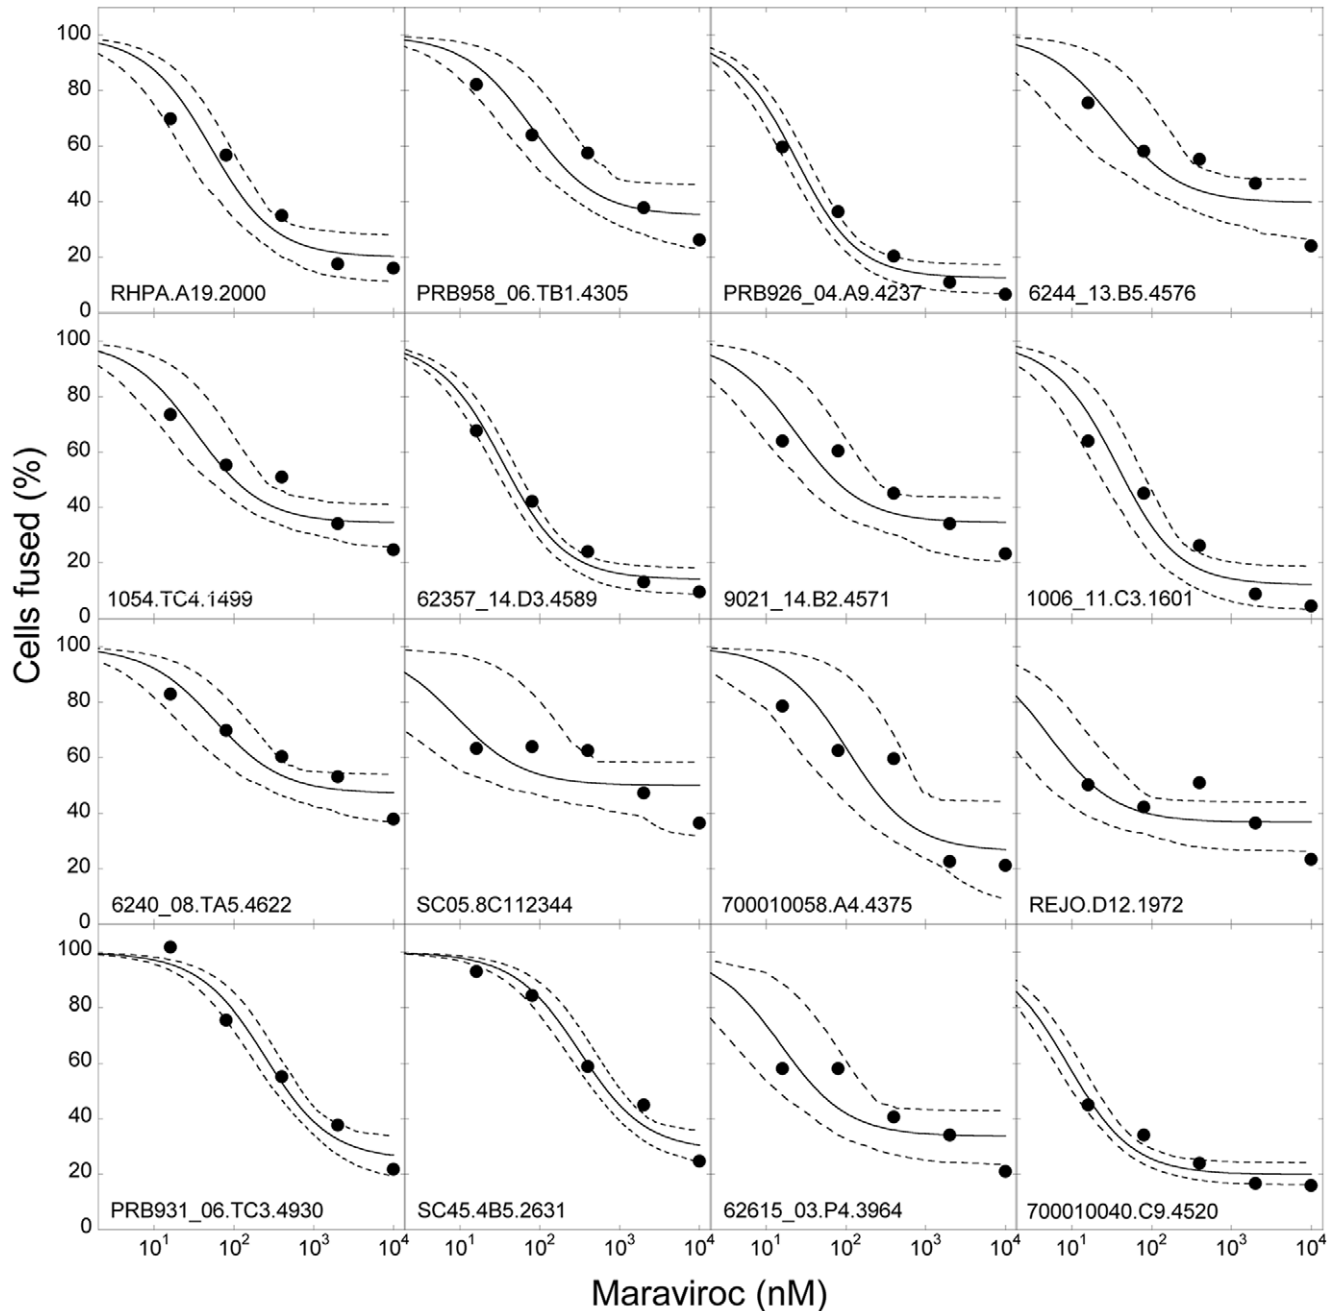 Cells fused (%)
100
80
60
40
20
0
RHPA.A19.2000
PRB958_06.TB1.4305
PRB926_04.A9.4237
6244_13.B5.4576
100
80
60
40
20
0
1054.TC4.1499
62357_14.D3.4589
9021_14.B2.4571
1006_11.C3.1601
100
80
60
40
20
0
6240_08.TA5.4622
SC05.8C112344
700010058.A4.4375
REJO.D12.1972
100
80
60
40
20
0
PRB931_06.TC3.4930
SC45.4B5.2631
62615_03.P4.3964
700010040.C9.4520
10¹ 10² 10³ 10⁴ 10¹ 10² 10³ 10⁴ 10¹ 10² 10³ 10⁴ 10¹ 10² 10³ 10⁴
Maraviroc (nM)